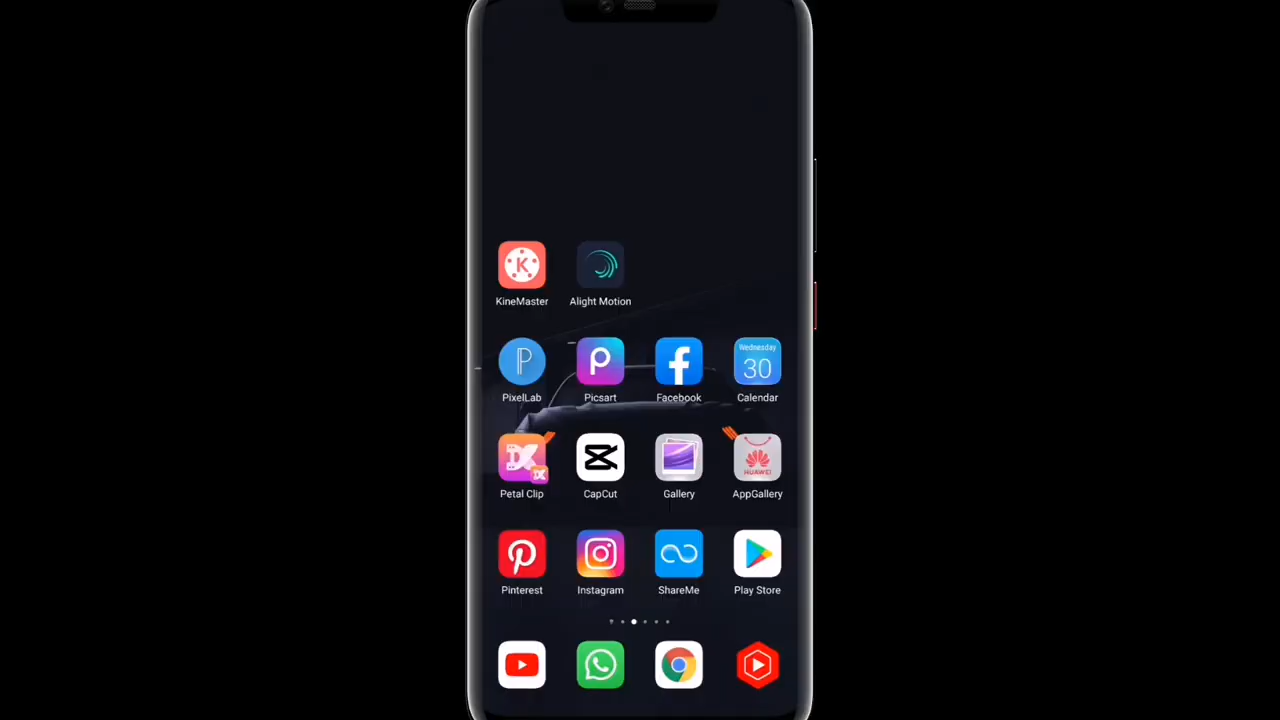 K
KineMaster Alight Motion
Wednesday
P P f 30
PixelLab Picsart Facebook Calendar
HUAWEI
Petal Clip CapCut Gallery AppGallery
Pinterest Instagram ShareMe Play Store